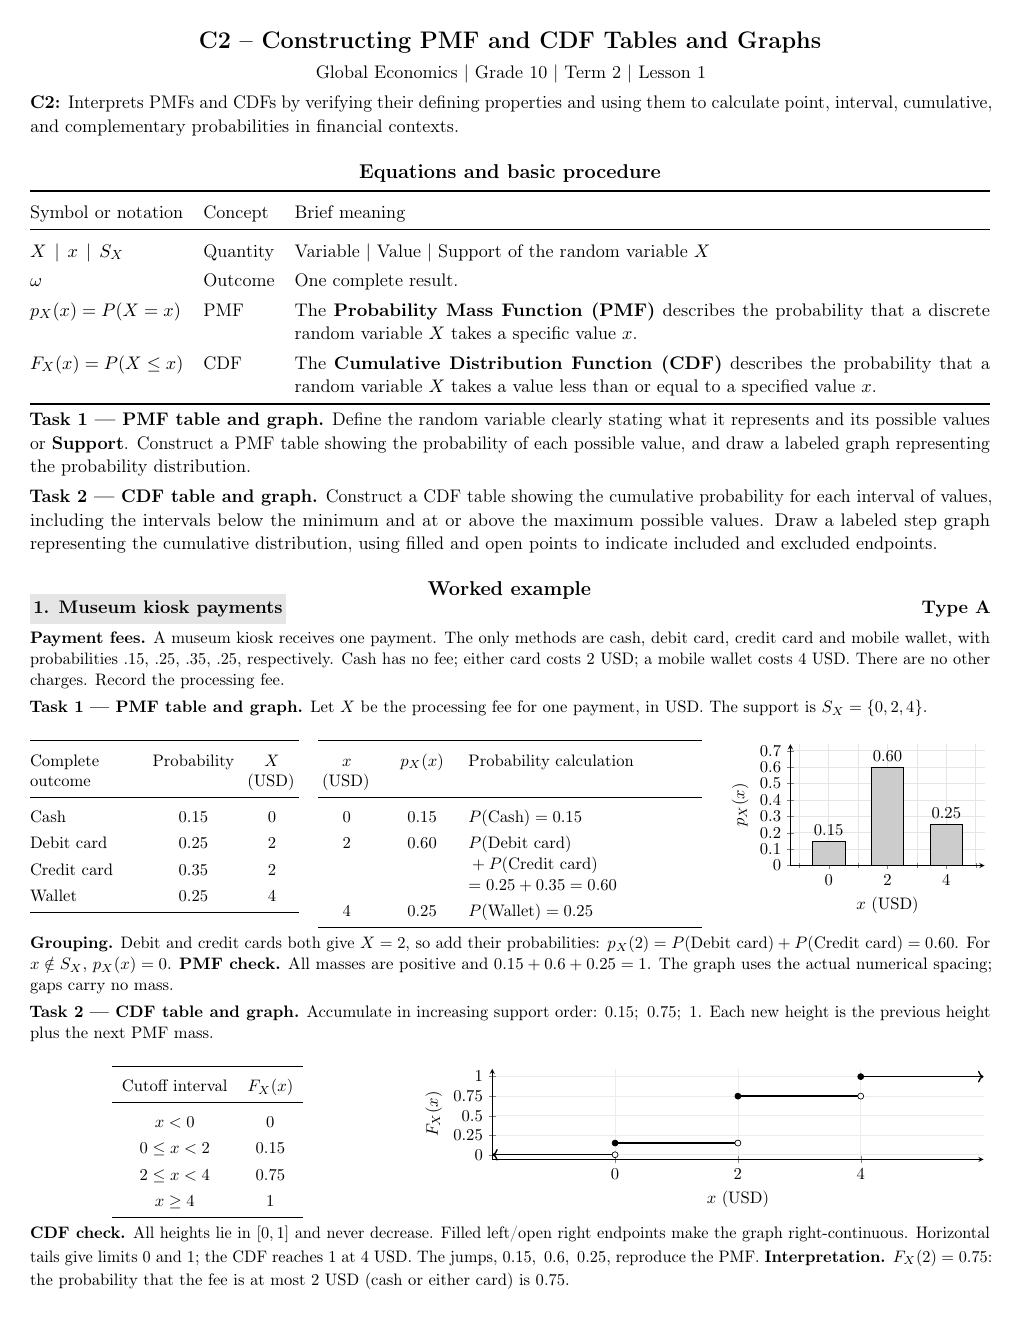 C2 – Constructing PMF and CDF Tables and Graphs
Global Economics | Grade 10 | Term 2 | Lesson 1
C2: Interprets PMFs and CDFs by verifying their defining properties and using them to calculate point, interval, cumulative,
and complementary probabilities in financial contexts.
Equations and basic procedure
Symbol or notation Concept Brief meaning
X | x | S_X Quantity Variable | Value | Support of the random variable X
ω Outcome One complete result.
p_X(x) = P(X = x) PMF The Probability Mass Function (PMF) describes the probability that a discrete
random variable X takes a specific value x.
F_X(x) = P(X ≤ x) CDF The Cumulative Distribution Function (CDF) describes the probability that a
random variable X takes a value less than or equal to a specified value x.
Task 1 — PMF table and graph. Define the random variable clearly stating what it represents and its possible values
or Support. Construct a PMF table showing the probability of each possible value, and draw a labeled graph representing
the probability distribution.
Task 2 — CDF table and graph. Construct a CDF table showing the cumulative probability for each interval of values,
including the intervals below the minimum and at or above the maximum possible values. Draw a labeled step graph
representing the cumulative distribution, using filled and open points to indicate included and excluded endpoints.
Worked example
1. Museum kiosk payments Type A
Payment fees. A museum kiosk receives one payment. The only methods are cash, debit card, credit card and mobile wallet, with
probabilities .15, .25, .35, .25, respectively. Cash has no fee; either card costs 2 USD; a mobile wallet costs 4 USD. There are no other
charges. Record the processing fee.
Task 1 — PMF table and graph. Let X be the processing fee for one payment, in USD. The support is S_X = {0, 2, 4}.
Complete Probability X
outcome (USD)
Cash 0.15 0
Debit card 0.25 2
Credit card 0.35 2
Wallet 0.25 4
x p_X(x) Probability calculation
(USD)
0 0.15 P(Cash) = 0.15
2 0.60 P(Debit card)
+ P(Credit card)
= 0.25 + 0.35 = 0.60
4 0.25 P(Wallet) = 0.25
p_X(x)
0.7
0.6
0.5
0.4
0.3
0.2
0.1
0
0.15 0.60 0.25
0 2 4
x (USD)
Grouping. Debit and credit cards both give X = 2, so add their probabilities: p_X(2) = P(Debit card) + P(Credit card) = 0.60. For
x ∉ S_X, p_X(x) = 0. PMF check. All masses are positive and 0.15 + 0.6 + 0.25 = 1. The graph uses the actual numerical spacing;
gaps carry no mass.
Task 2 — CDF table and graph. Accumulate in increasing support order: 0.15; 0.75; 1. Each new height is the previous height
plus the next PMF mass.
Cutoff interval F_X(x)
x < 0 0
0 ≤ x < 2 0.15
2 ≤ x < 4 0.75
x ≥ 4 1
F_X(x)
1
0.75
0.5
0.25
0
0 2 4
x (USD)
CDF check. All heights lie in [0, 1] and never decrease. Filled left/open right endpoints make the graph right-continuous. Horizontal
tails give limits 0 and 1; the CDF reaches 1 at 4 USD. The jumps, 0.15, 0.6, 0.25, reproduce the PMF. Interpretation. F_X(2) = 0.75:
the probability that the fee is at most 2 USD (cash or either card) is 0.75.